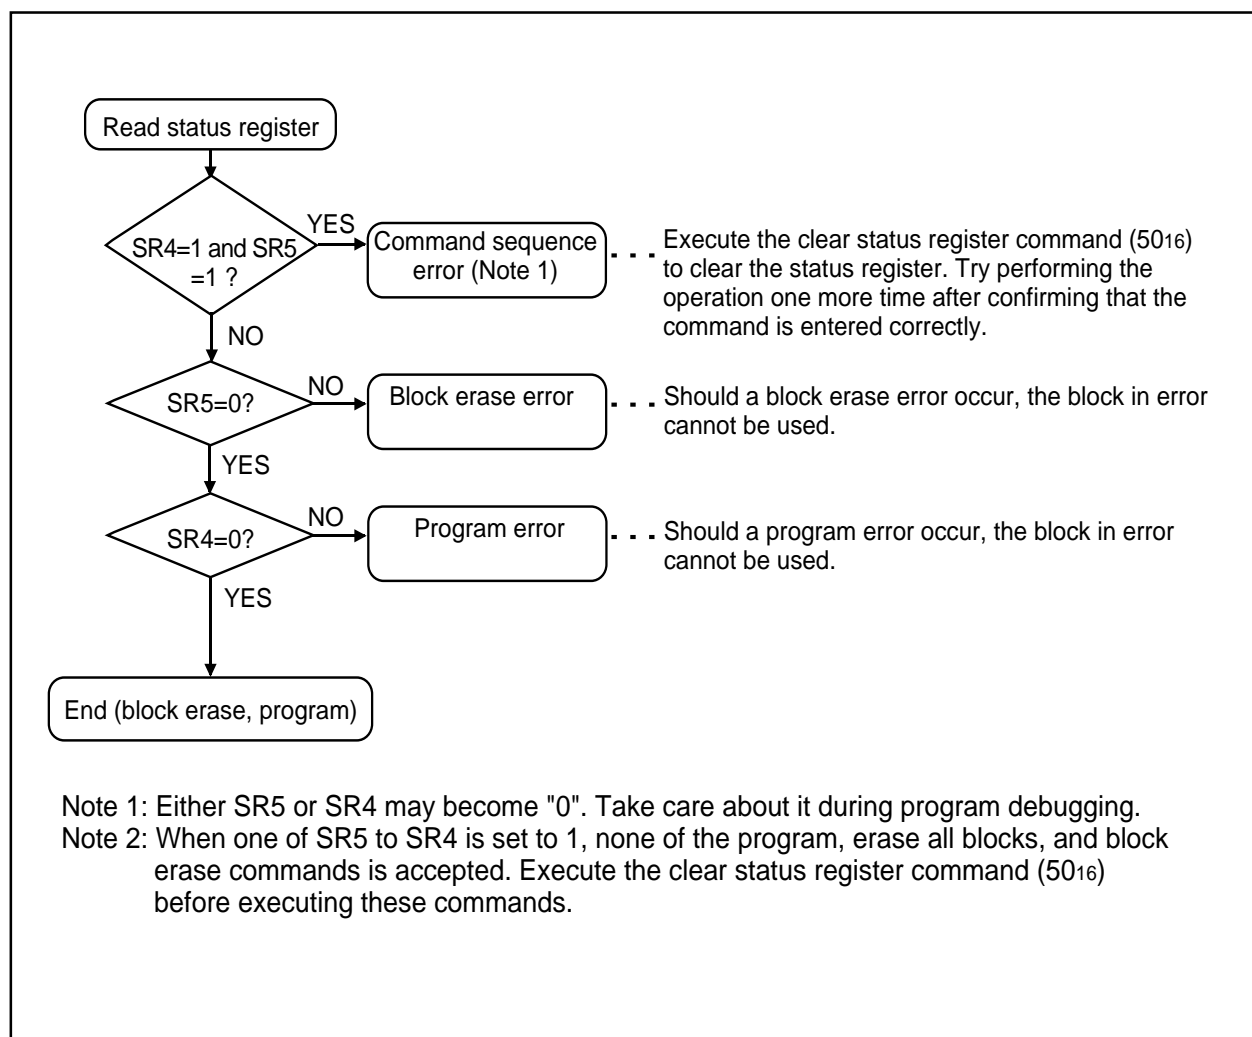 Read status register
SR4=1 and SR5
=1 ?
YES
Command sequence
error (Note 1)
Execute the clear status register command (5016)
to clear the status register. Try performing the
operation one more time after confirming that the
command is entered correctly.
NO
SR5=0?
NO
Block erase error
Should a block erase error occur, the block in error
cannot be used.
YES
SR4=0?
NO
Program error
Should a program error occur, the block in error
cannot be used.
YES
End (block erase, program)
Note 1: Either SR5 or SR4 may become "0". Take care about it during program debugging.
Note 2: When one of SR5 to SR4 is set to 1, none of the program, erase all blocks, and block
erase commands is accepted. Execute the clear status register command (5016)
before executing these commands.